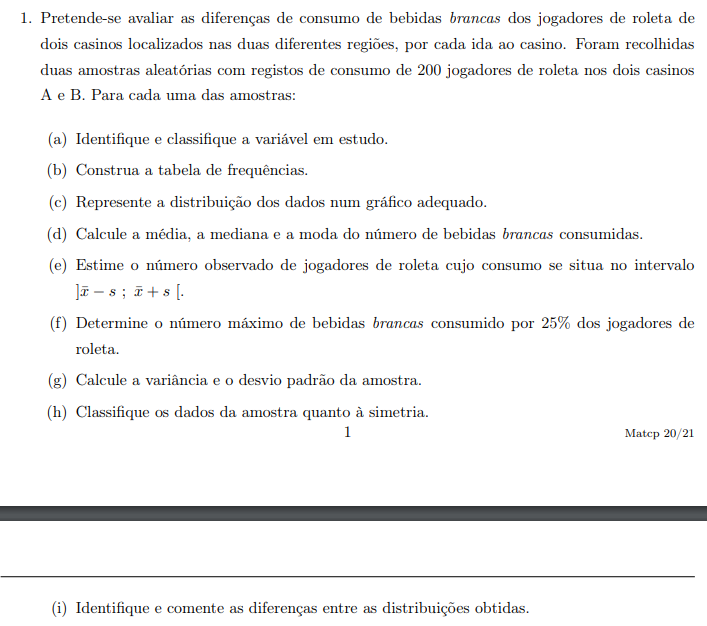 1. Pretende-se avaliar as diferenças de consumo de bebidas brancas dos jogadores de roleta de
dois casinos localizados nas duas diferentes regiões, por cada ida ao casino. Foram recolhidas
duas amostras aleatórias com registos de consumo de 200 jogadores de roleta nos dois casinos
A e B. Para cada uma das amostras:
(a) Identifique e classifique a variável em estudo.
(b) Construa a tabela de frequências.
(c) Represente a distribuição dos dados num gráfico adequado.
(d) Calcule a média, a mediana e a moda do número de bebidas brancas consumidas.
(e) Estime o número observado de jogadores de roleta cujo consumo se situa no intervalo
]x̄ − s ; x̄ + s [.
(f) Determine o número máximo de bebidas brancas consumido por 25% dos jogadores de
roleta.
(g) Calcule a variância e o desvio padrão da amostra.
(h) Classifique os dados da amostra quanto à simetria.
1 Matcp 20/21
(i) Identifique e comente as diferenças entre as distribuições obtidas.